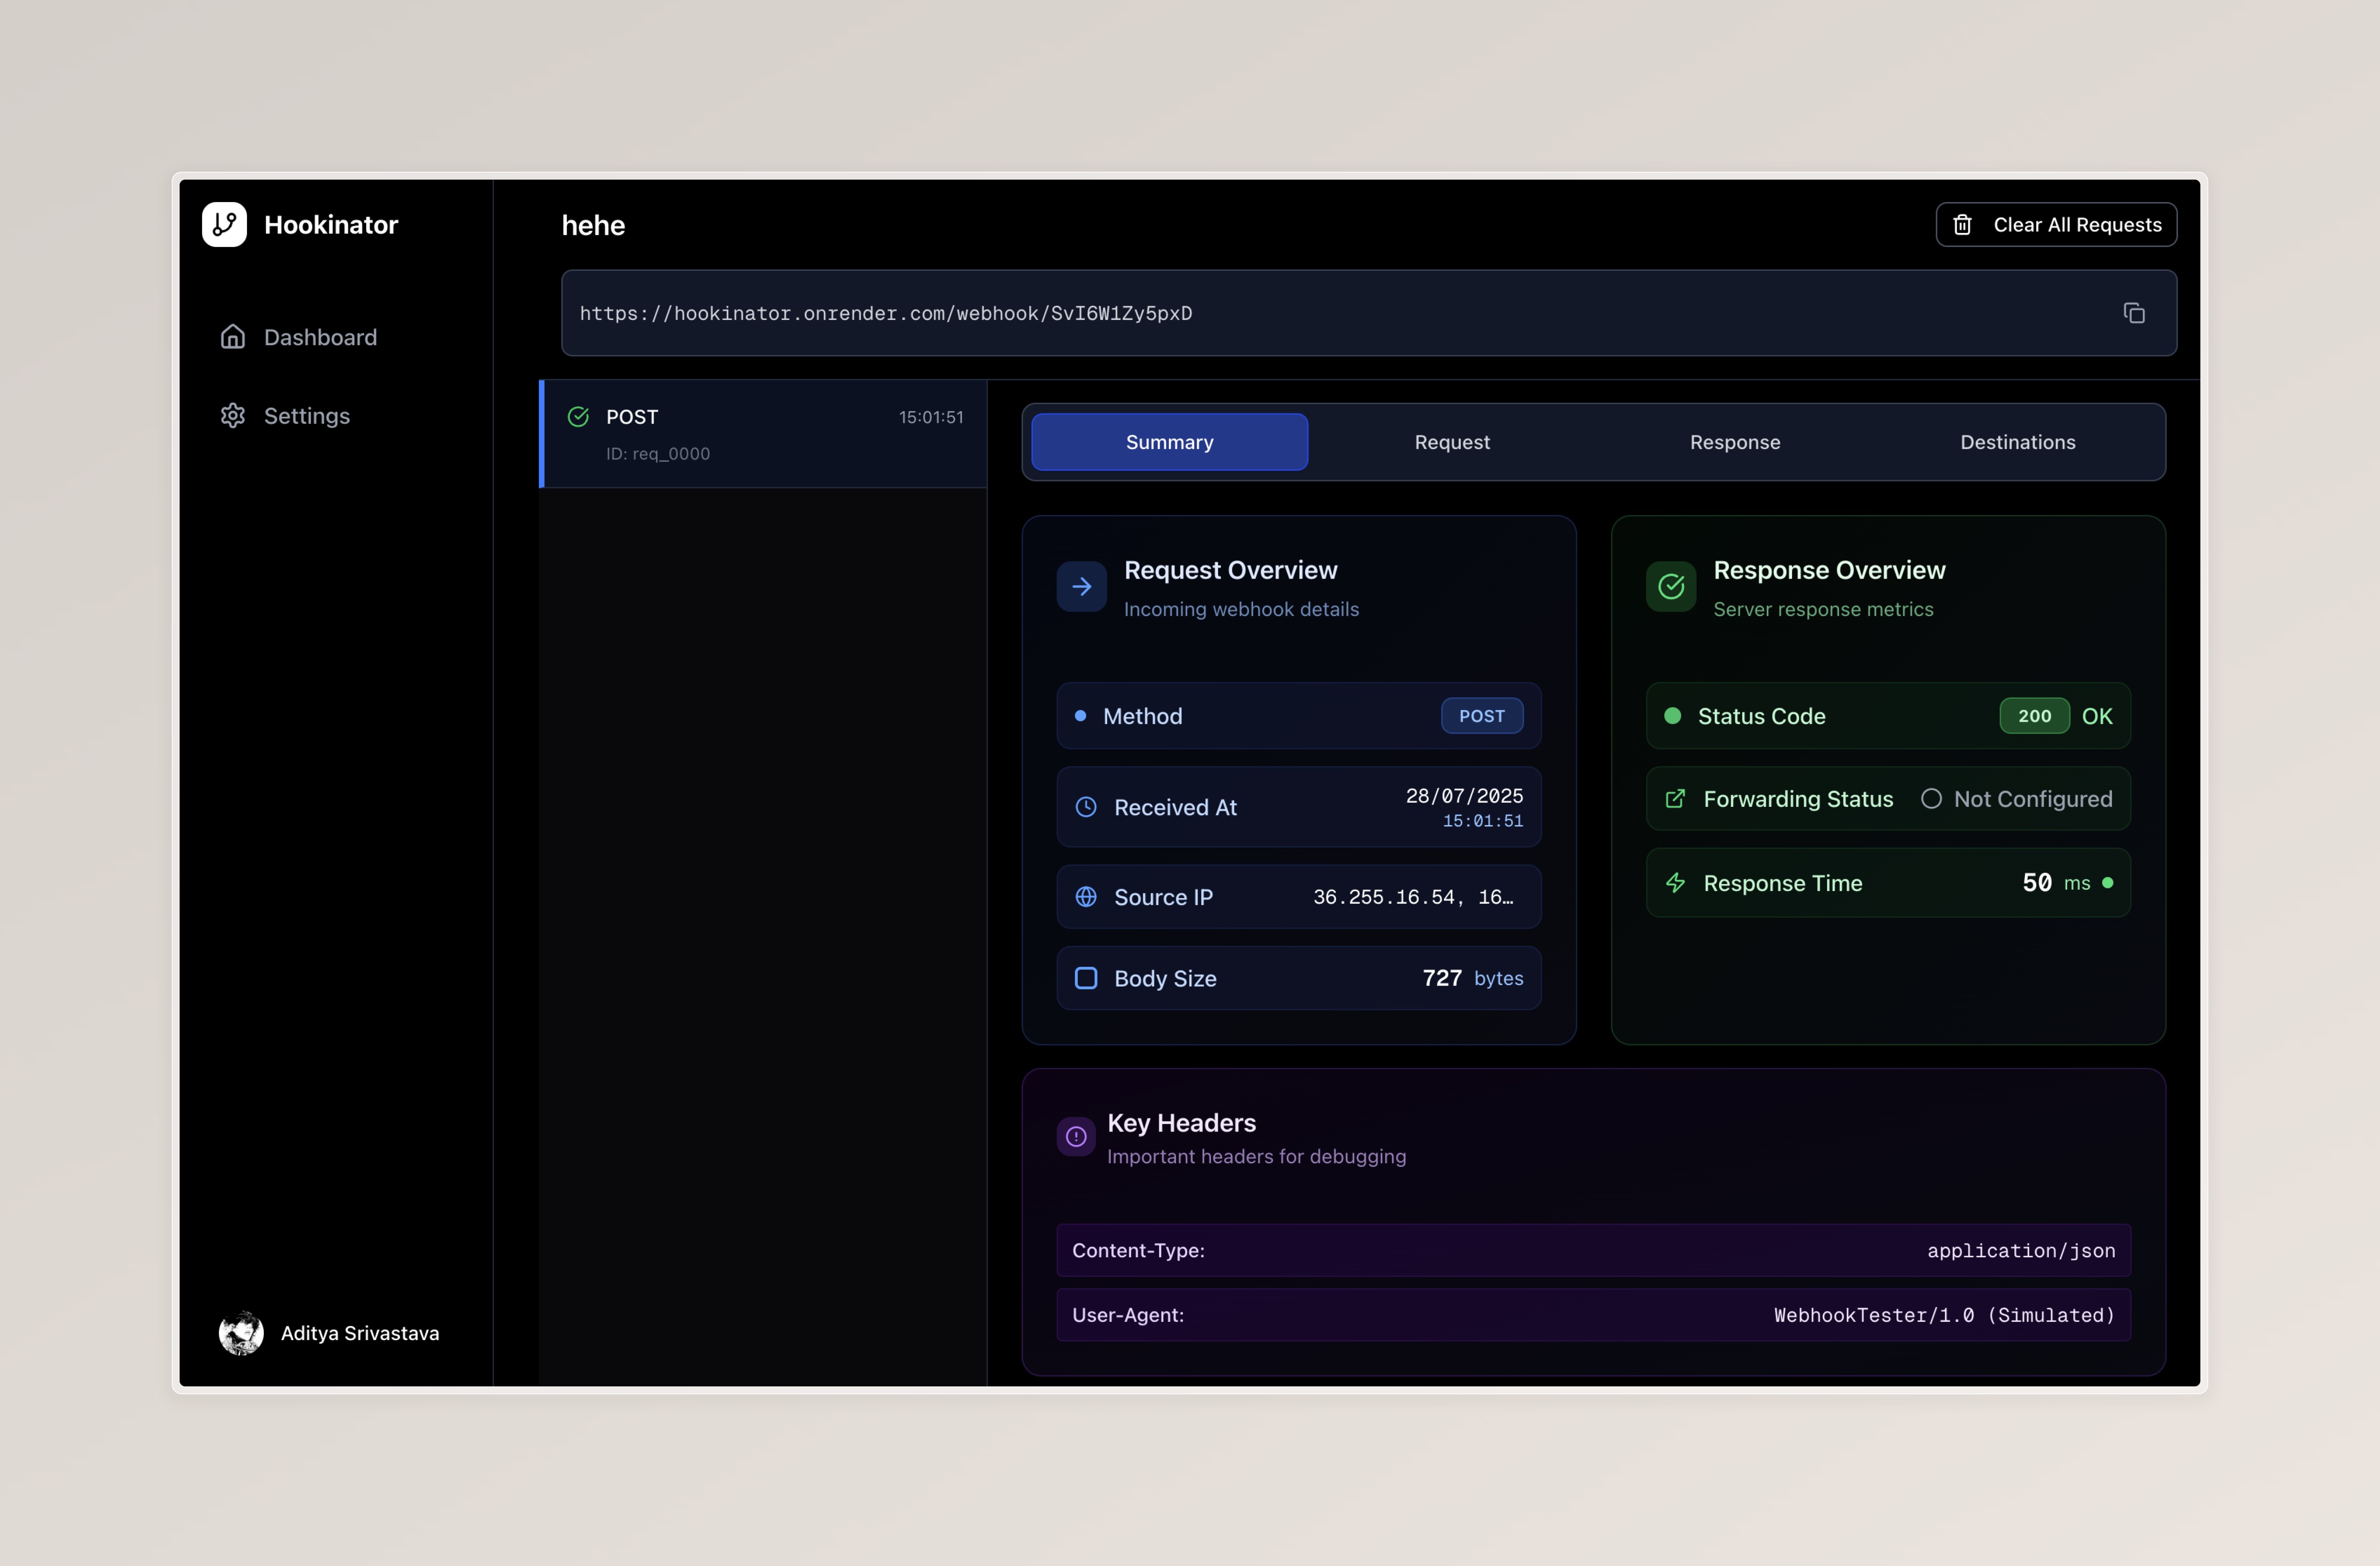 Hookinator
Dashboard
Settings
Aditya Srivastava
hehe
Clear All Requests
https://hookinator.onrender.com/webhook/SvI6W1Zy5pxD
POST 15:01:51
ID: req_0000
Summary Request Response Destinations
Request Overview
Incoming webhook details
Method POST
Received At 28/07/2025
15:01:51
Source IP 36.255.16.54, 16…
Body Size 727 bytes
Response Overview
Server response metrics
Status Code 200 OK
Forwarding Status Not Configured
Response Time 50 ms
Key Headers
Important headers for debugging
Content-Type: application/json
User-Agent: WebhookTester/1.0 (Simulated)